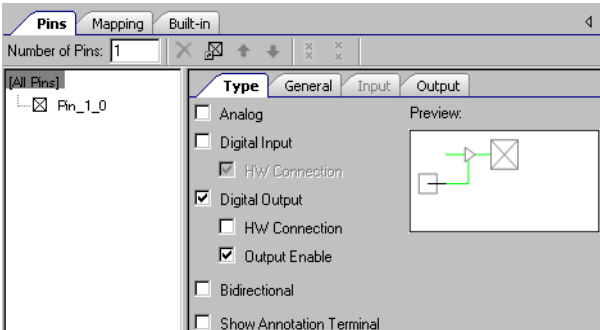 Pins Mapping Built-in
Number of Pins: 1
[All Pins]
Pin_1_0
Type General Input Output
Analog
Preview:
Digital Input
HW Connection
Digital Output
HW Connection
Output Enable
Bidirectional
Show Annotation Terminal